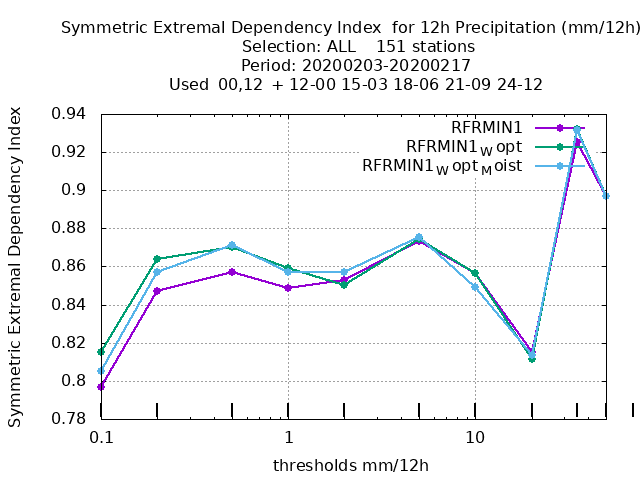 Symmetric Extremal Dependency Index  for 12h Precipitation (mm/12h)
Selection: ALL    151 stations
Period: 20200203-20200217
Used  00,12  + 12-00 15-03 18-06 21-09 24-12
Symmetric Extremal Dependency Index
0.94
0.92
0.9
0.88
0.86
0.84
0.82
0.8
0.78
RFRMIN1
RFRMIN1Wopt
RFRMIN1WoptMoist
0.1
1
10
thresholds mm/12h